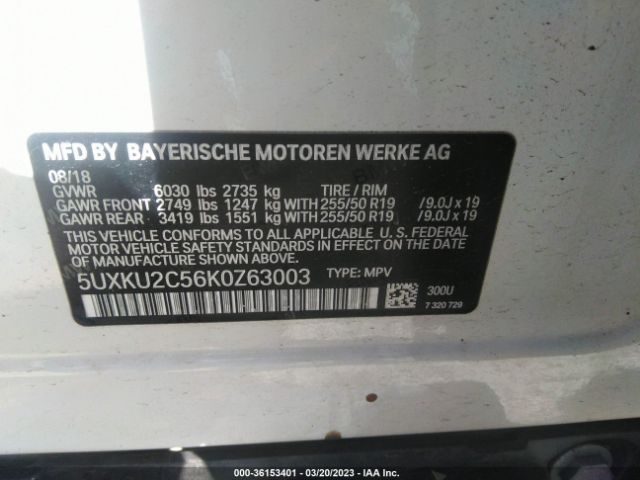 MFD BY BAYERISCHE MOTOREN WERKE AG
08/18
GVWR 6030 lbs 2735 kg TIRE / RIM
GAWR FRONT 2749 lbs 1247 kg WITH 255/50 R19 /9.0J x 19
GAWR REAR 3419 lbs 1551 kg WITH 255/50 R19 /9.0J x 19
THIS VEHICLE CONFORMS TO ALL APPLICABLE U. S. FEDERAL
MOTOR VEHICLE SAFETY STANDARDS IN EFFECT ON THE DATE
OF MANUFACTURE SHOWN ABOVE.
5UXKU2C56K0Z63003 TYPE: MPV
300U
7 320 729
000-36153401 - 03/20/2023 - IAA Inc.